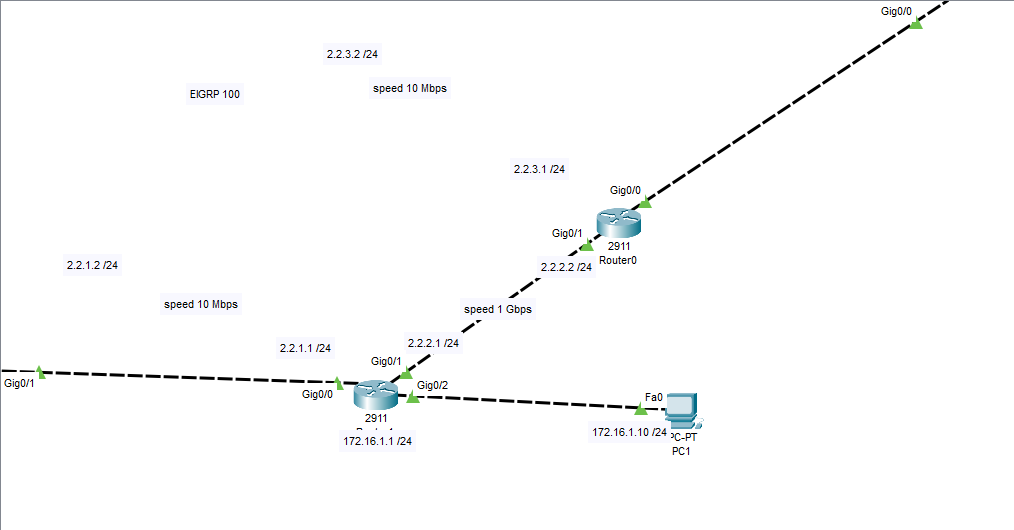 Gig0/0
2.2.3.2 /24
speed 10 Mbps
EIGRP 100
2.2.3.1 /24
Gig0/0
Gig0/1
2911
Router0
2.2.2.2 /24
2.2.1.2 /24
speed 10 Mbps
speed 1 Gbps
2.2.1.1 /24
2.2.2.1 /24
Gig0/1
Gig0/1
Gig0/0
Gig0/2
Fa0
2911
172.16.1.1 /24
172.16.1.10 /24
PC-PT
PC1